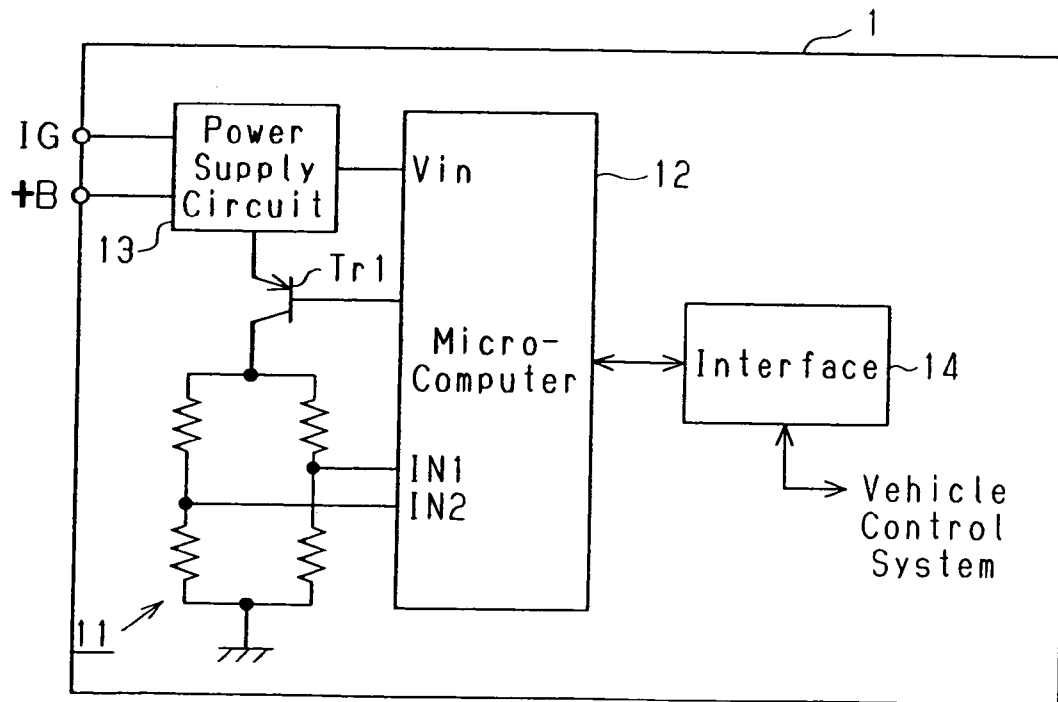 1
IG
+B
Power
Supply
Circuit
13
Vin
12
Tr1
Micro-
Computer
Interface
14
IN1
IN2
Vehicle
Control
System
11